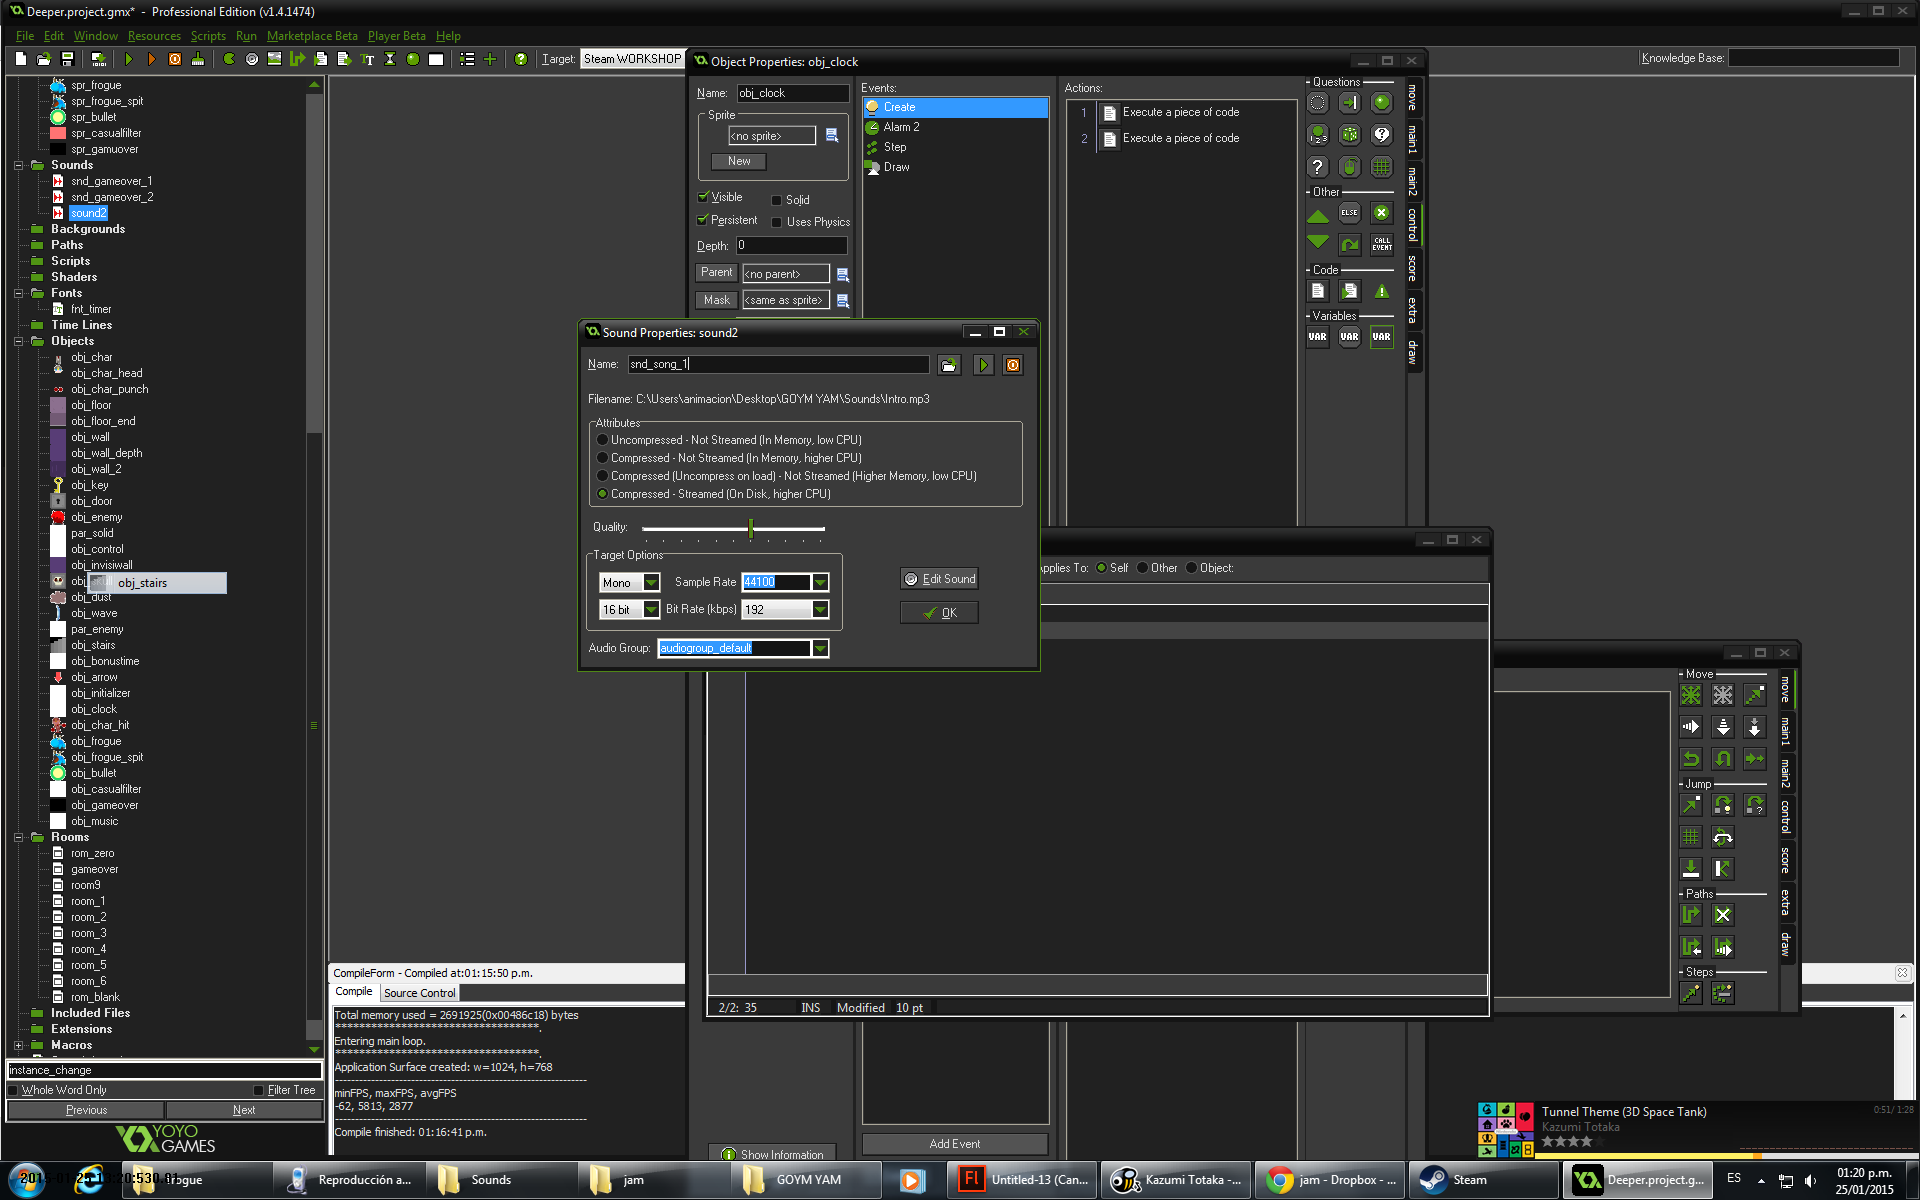 Deeper.project.gmx* - Professional Edition (v1.4.1474)
File Edit Window Resources Scripts Run Marketplace Beta Player Beta Help
Target: Steam WORKSHOP
Knowledge Base:
spr_frogue
spr_frogue_spit
spr_bullet
spr_casualfilter
spr_gamuover
Sounds
snd_gameover_1
snd_gameover_2
sound2
Backgrounds
Paths
Scripts
Shaders
Fonts
fnt_timer
Time Lines
Objects
obj_char
obj_char_head
obj_char_punch
obj_floor
obj_floor_end
obj_wall
obj_wall_depth
obj_wall_2
obj_key
obj_door
obj_enemy
par_solid
obj_control
obj_invisiwall
obj_stairs
obj_dust
obj_wave
par_enemy
obj_stairs
obj_bonustime
obj_arrow
obj_initializer
obj_clock
obj_char_hit
obj_frogue
obj_frogue_spit
obj_bullet
obj_casualfilter
obj_gameover
obj_music
Rooms
rom_zero
gameover
room9
room_1
room_2
room_3
room_4
room_5
room_6
rom_blank
Included Files
Extensions
Macros
instance_change
Whole Word Only Filter Tree
Previous Next
YOYO GAMES
Object Properties: obj_clock
Name: obj_clock
Sprite
<no sprite>
New
Visible Solid
Persistent Uses Physics
Depth: 0
Parent <no parent>
Mask <same as sprite>
Events:
Create
Alarm 2
Step
Draw
Actions:
1 Execute a piece of code
2 Execute a piece of code
Questions
Other
ELSE
CALL EVENT
Code
Variables
VAR VAR VAR
move
main1
main2
control
score
extra
draw
Sound Properties: sound2
Name: snd_song_1
Filename: C:\Users\animacion\Desktop\GOYM YAM\Sounds\Intro.mp3
Attributes
Uncompressed - Not Streamed (In Memory, low CPU)
Compressed - Not Streamed (In Memory, higher CPU)
Compressed (Uncompress on load) - Not Streamed (Higher Memory, low CPU)
Compressed - Streamed (On Disk, higher CPU)
Quality:
Target Options
Mono Sample Rate 44100
16 bit Bit Rate (kbps) 192
Edit Sound
OK
Audio Group: audiogroup_default
Applies To: Self Other Object:
2/2: 35 INS Modified 10 pt
Move
Jump
Paths
Steps
move
main1
main2
control
score
extra
draw
CompileForm - Compiled at:01:15:50 p.m.
Compile Source Control
Total memory used = 2691925(0x00486c18) bytes
***********************************.
Entering main loop.
***********************************.
Application Surface created: w=1024, h=768
minFPS, maxFPS, avgFPS
-62, 5813, 2877
Compile finished: 01:16:41 p.m.
Show Information
Add Event
Tunnel Theme (3D Space Tank)
Kazumi Totaka
0:51/ 1:28
frogue
Reproducción a...
Sounds
jam
GOYM YAM
Untitled-13 (Can...
Kazumi Totaka -...
jam - Dropbox - ...
Steam
Deeper.project.g...
ES
01:20 p.m.
25/01/2015